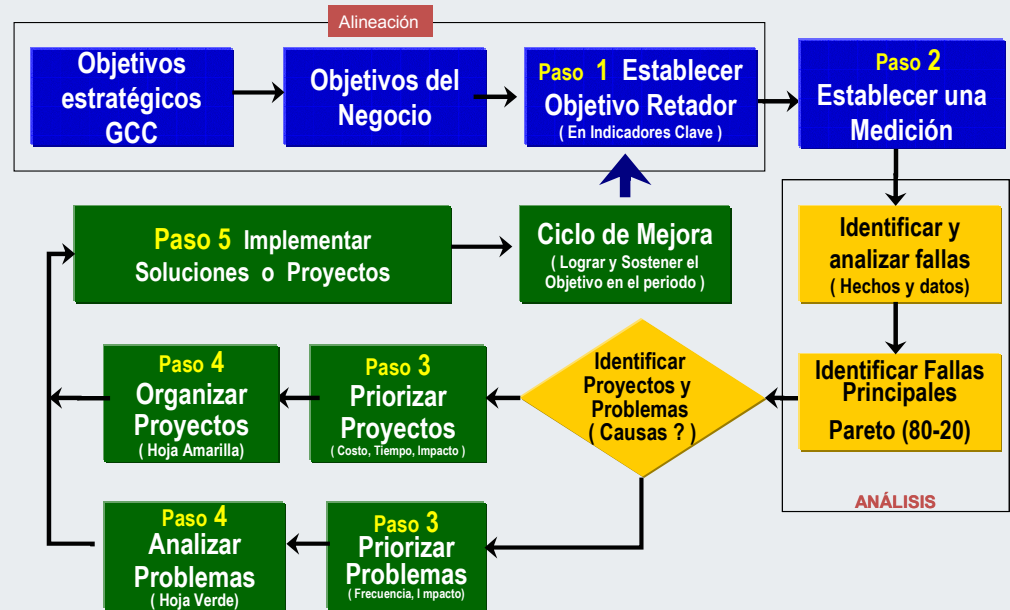 Alineación
Objetivos
estratégicos
GCC
Objetivos del
Negocio
Paso 1 Establecer
Objetivo Retador
( En Indicadores Clave )
Paso 2
Establecer una
Medición
Paso 5 Implementar
Soluciones o Proyectos
Ciclo de Mejora
( Lograr y Sostener el
Objetivo en el periodo )
Identificar y
analizar fallas
( Hechos y datos)
Paso 4
Organizar
Proyectos
( Hoja Amarilla)
Paso 3
Priorizar
Proyectos
( Costo, Tiempo, Impacto )
Identificar
Proyectos y
Problemas
( Causas ? )
Identificar Fallas
Principales
Pareto (80-20)
ANÁLISIS
Paso 4
Analizar
Problemas
( Hoja Verde)
Paso 3
Priorizar
Problemas
(Frecuencia, I mpacto)